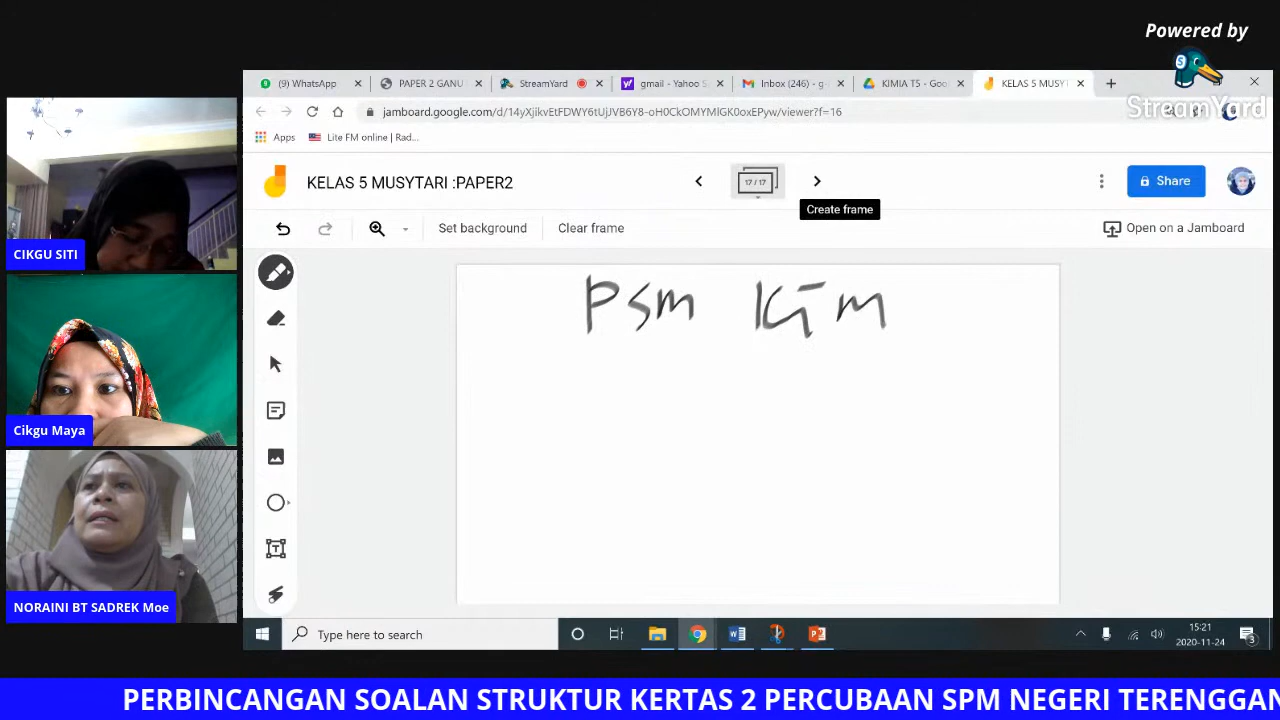 Powered by
StreamYard
(9) WhatsApp
PAPER 2 GANU
StreamYard
gmail - Yahoo S
Inbox (246) - g
KIMIA T5 - Goo
KELAS 5 MUSYT
jamboard.google.com/d/14yXjikvEtFDWY6tUjJVB6Y8-oH0CkOMYMlGK0oxEPyw/viewer?f=16
Apps
Lite FM online | Rad...
KELAS 5 MUSYTARI :PAPER2
17 / 17
Share
Create frame
Set background
Clear frame
Open on a Jamboard
Psm Kim
CIKGU SITI
Cikgu Maya
NORAINI BT SADREK Moe
Type here to search
15:21
2020-11-24
3
PERBINCANGAN SOALAN STRUKTUR KERTAS 2 PERCUBAAN SPM NEGERI TERENGGAN